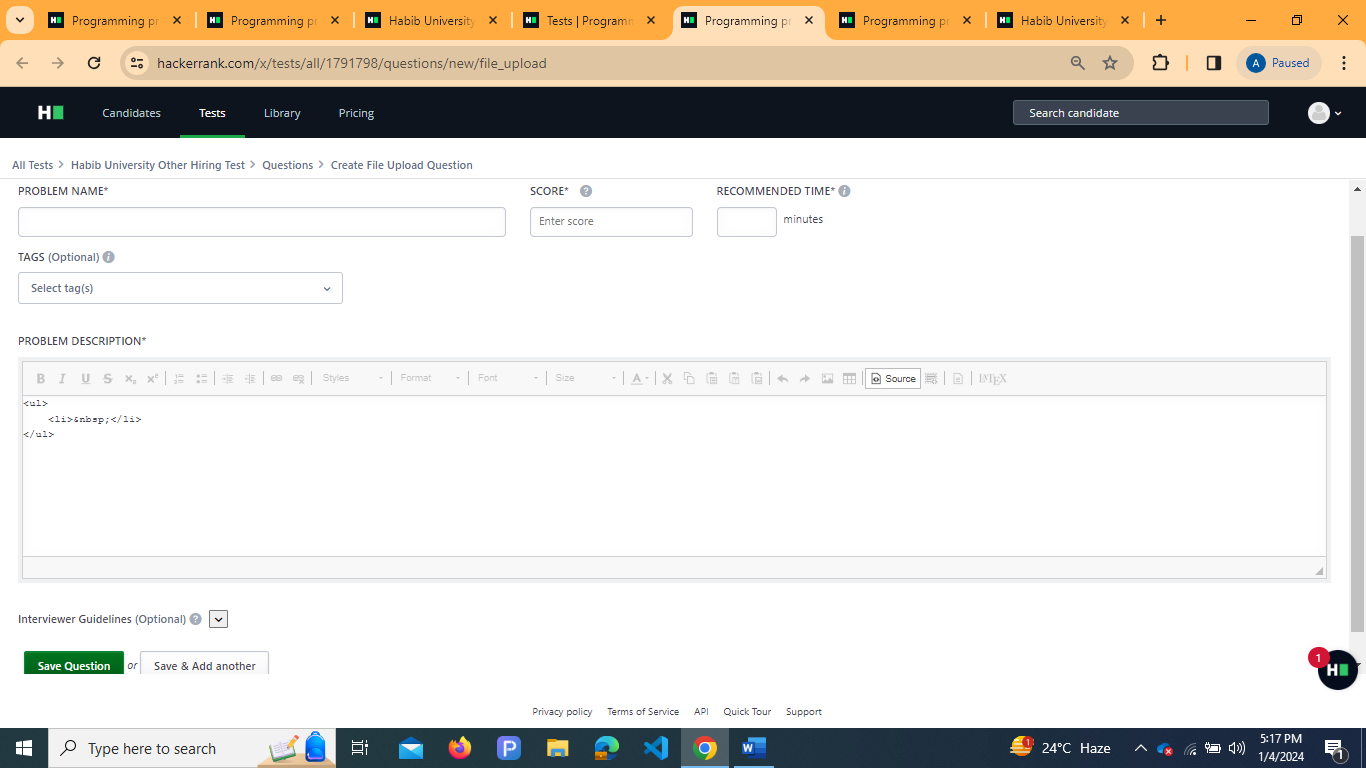 Programming pr
Programming pr
Habib University
Tests | Programm
Programming pr
Programming pr
Habib University
hackerrank.com/x/tests/all/1791798/questions/new/file_upload
A Paused
H
Candidates Tests Library Pricing
Search candidate
All Tests > Habib University Other Hiring Test > Questions > Create File Upload Question
PROBLEM NAME* SCORE* RECOMMENDED TIME*
Enter score minutes
TAGS (Optional)
Select tag(s)
PROBLEM DESCRIPTION*
B I U S x₂ x² Styles Format Font Size A Source LATEX
<ul>
<li>&nbsp;</li>
</ul>
Interviewer Guidelines (Optional)
Save Question or Save & Add another
1
H
Privacy policy Terms of Service API Quick Tour Support
Type here to search
1 24°C Haze
5:17 PM
1/4/2024
1